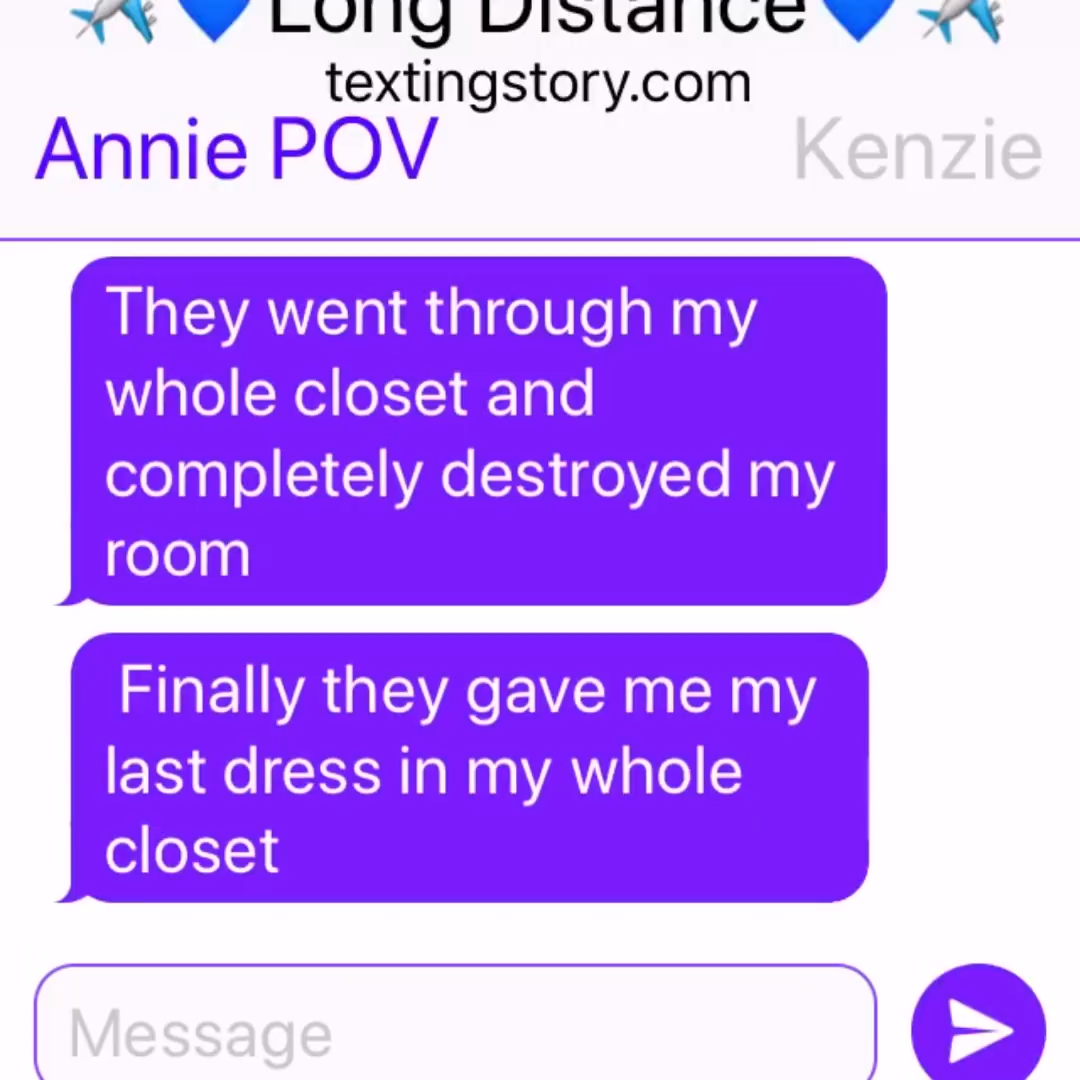 Long Distance
textingstory.com
Annie POV Kenzie
They went through my
whole closet and
completely destroyed my
room
Finally they gave me my
last dress in my whole
closet
Message